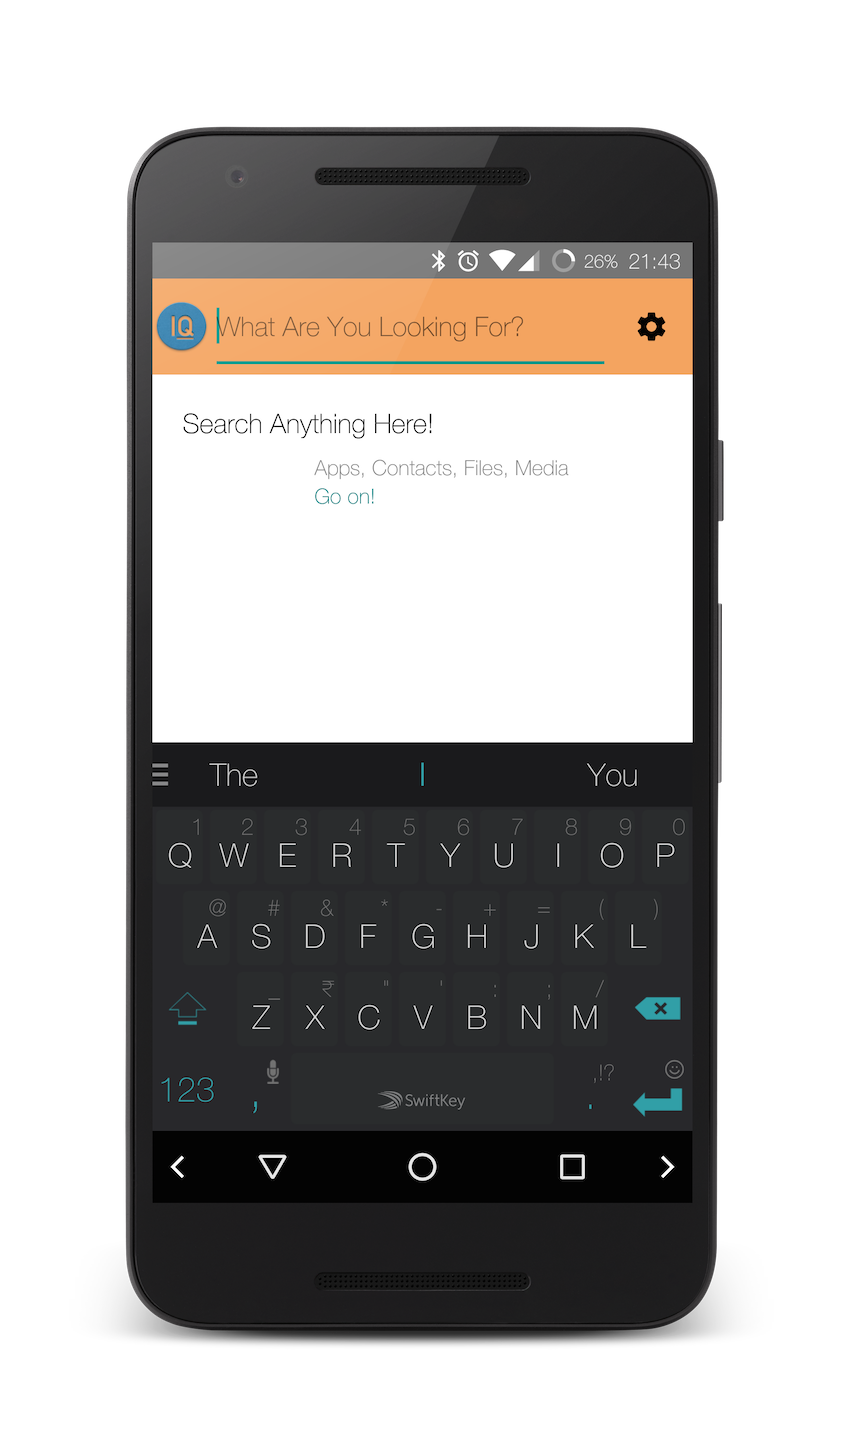 26% 21:43
IQ What Are You Looking For?
Search Anything Here!
Apps, Contacts, Files, Media
Go on!
The I You
1 2 3 4 5 6 7 8 9 0
Q W E R T Y U I O P
@ # & * - + = ( )
A S D F G H J K L
_ ₹ " ' : ; /
Z X C V B N M
,!?
123 , SwiftKey .